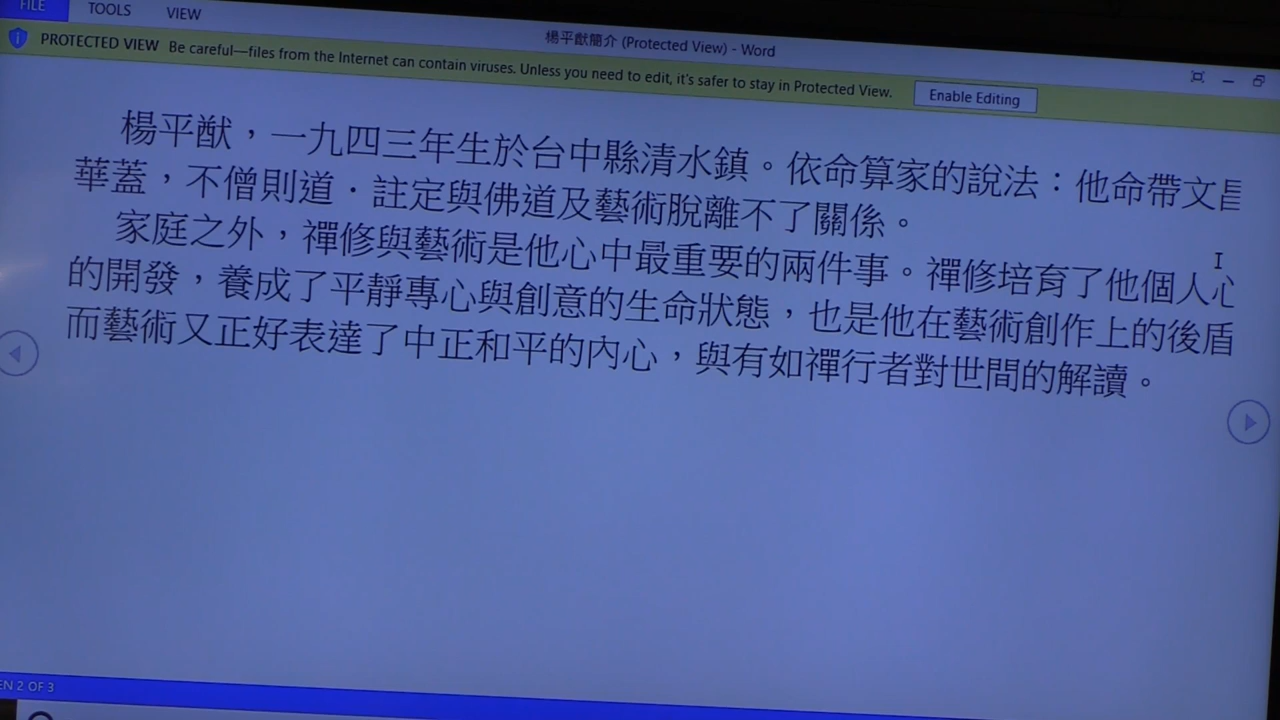 FILE TOOLS VIEW
楊平猷簡介 (Protected View) - Word
PROTECTED VIEW Be careful—files from the Internet can contain viruses. Unless you need to edit, it's safer to stay in Protected View. Enable Editing
楊平猷，一九四三年生於台中縣清水鎮。依命算家的說法：他命帶文
華蓋，不僧則道．註定與佛道及藝術脫離不了關係。
家庭之外，禪修與藝術是他心中最重要的兩件事。禪修培育了他個人心
的開發，養成了平靜專心與創意的生命狀態，也是他在藝術創作上的後盾
而藝術又正好表達了中正和平的內心，與有如禪行者對世間的解讀。
EN 2 OF 3